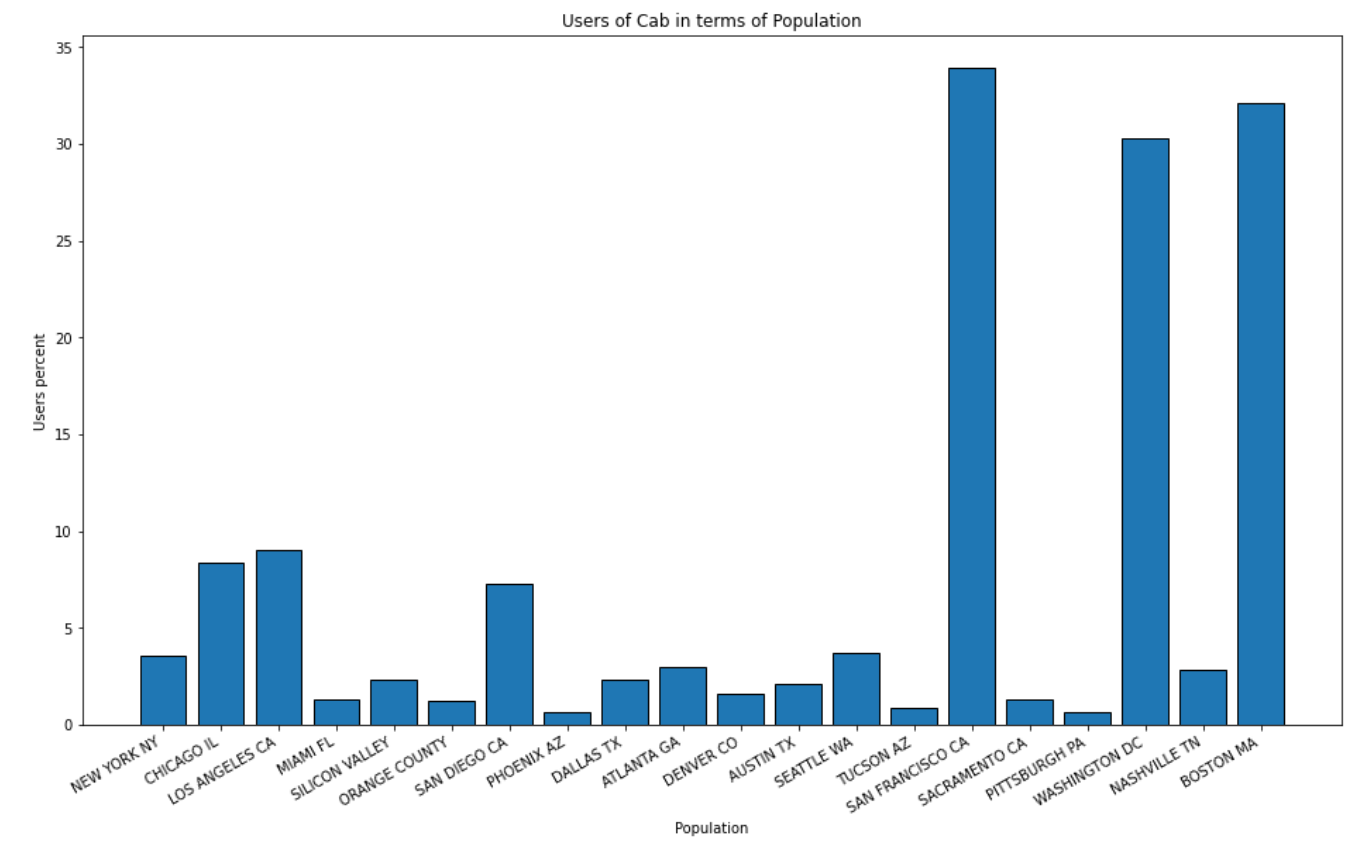 Users of Cab in terms of Population
35
30
25
20
15
10
5
0
Users percent
NEW YORK NY
CHICAGO IL
LOS ANGELES CA
MIAMI FL
SILICON VALLEY
ORANGE COUNTY
SAN DIEGO CA
PHOENIX AZ
DALLAS TX
ATLANTA GA
DENVER CO
AUSTIN TX
SEATTLE WA
TUCSON AZ
SAN FRANCISCO CA
SACRAMENTO CA
PITTSBURGH PA
WASHINGTON DC
NASHVILLE TN
BOSTON MA
Population